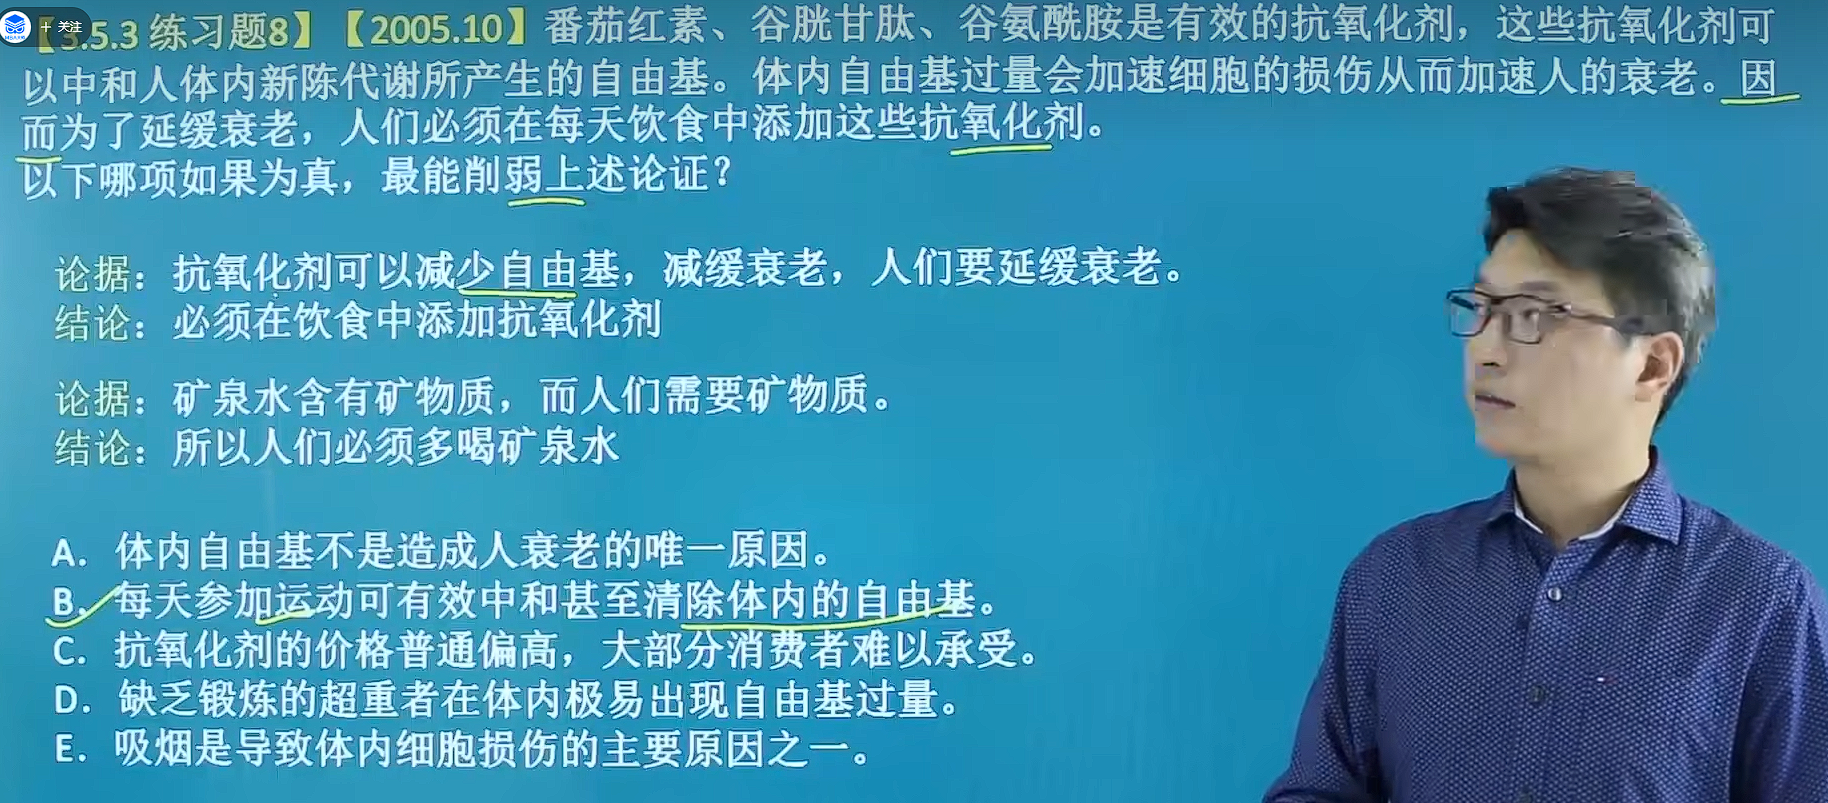 + 关注
【3.5.3 练习题8】【2005.10】番茄红素、谷胱甘肽、谷氨酰胺是有效的抗氧化剂，这些抗氧化剂可
以中和人体内新陈代谢所产生的自由基。体内自由基过量会加速细胞的损伤从而加速人的衰老。因
而为了延缓衰老，人们必须在每天饮食中添加这些抗氧化剂。
以下哪项如果为真，最能削弱上述论证？
论据：抗氧化剂可以减少自由基，减缓衰老，人们要延缓衰老。
结论：必须在饮食中添加抗氧化剂
论据：矿泉水含有矿物质，而人们需要矿物质。
结论：所以人们必须多喝矿泉水
A. 体内自由基不是造成人衰老的唯一原因。
B. 每天参加运动可有效中和甚至清除体内的自由基。
C. 抗氧化剂的价格普通偏高，大部分消费者难以承受。
D. 缺乏锻炼的超重者在体内极易出现自由基过量。
E. 吸烟是导致体内细胞损伤的主要原因之一。